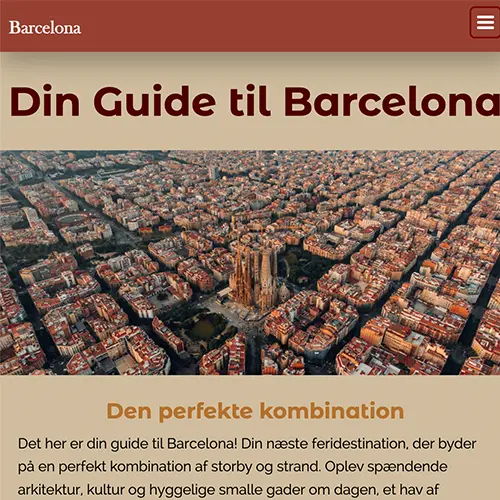 Barcelona
Din Guide til Barcelona
Den perfekte kombination
Det her er din guide til Barcelona! Din næste feridestination, der byder
på en perfekt kombination af storby og strand. Oplev spændende
arkitektur, kultur og hyggelige smalle gader om dagen, et hav af